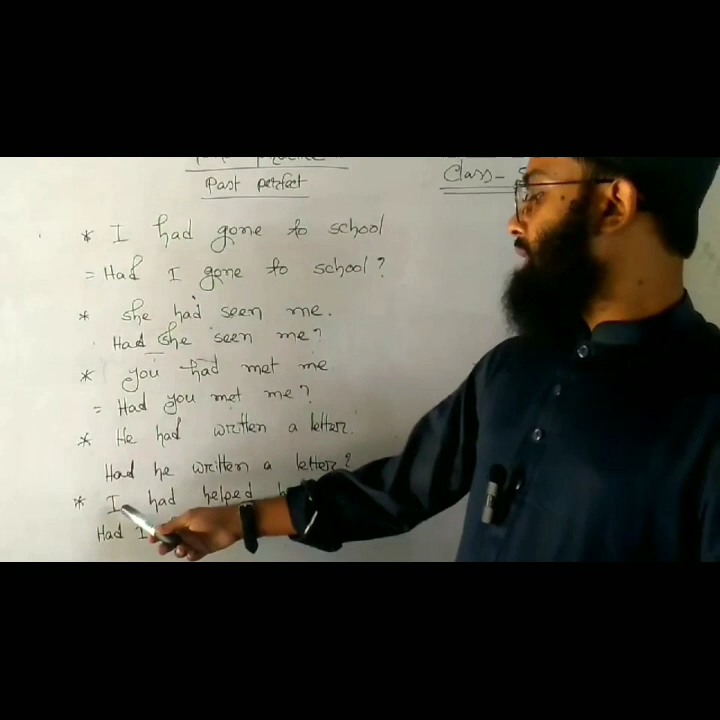 Past perfect
Class-
* I had gone to school
= Had I gone to school?
* she had seen me.
Had she seen me?
* you had met me
= Had you met me?
* He had written a letter.
Had he written a letter?
* I had helped
Had I